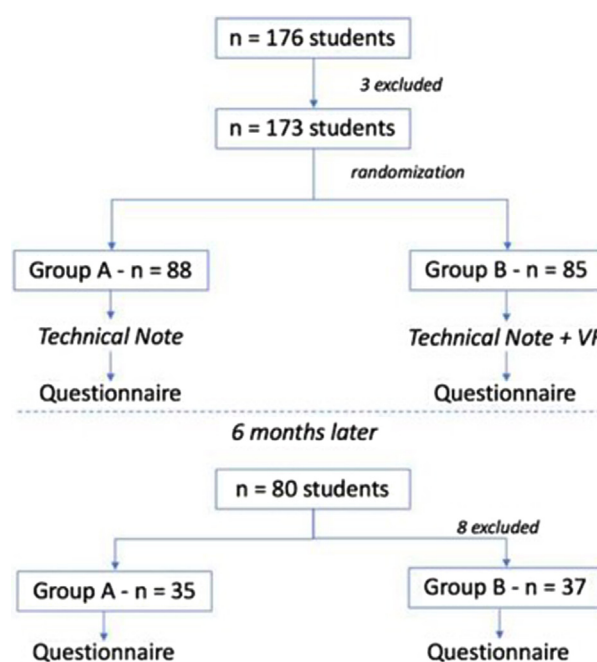 n = 176 students
3 excluded
n = 173 students
randomization
Group A - n = 88
Group B - n = 85
Technical Note
Technical Note +
Questionnaire
Questionnaire
6 months later
n = 80 students
8 excluded
Group A - n = 35
Group B - n = 37
Questionnaire
Questionnaire